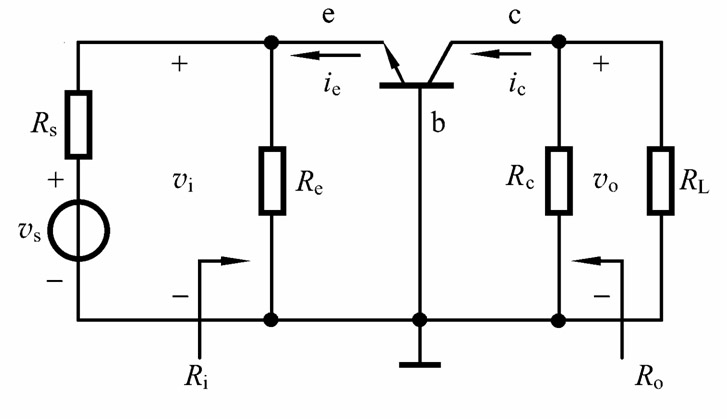 e c
+ +
i_e i_c
R_s b
+ v_i R_e R_c v_o R_L
v_s
− − −
R_i R_o